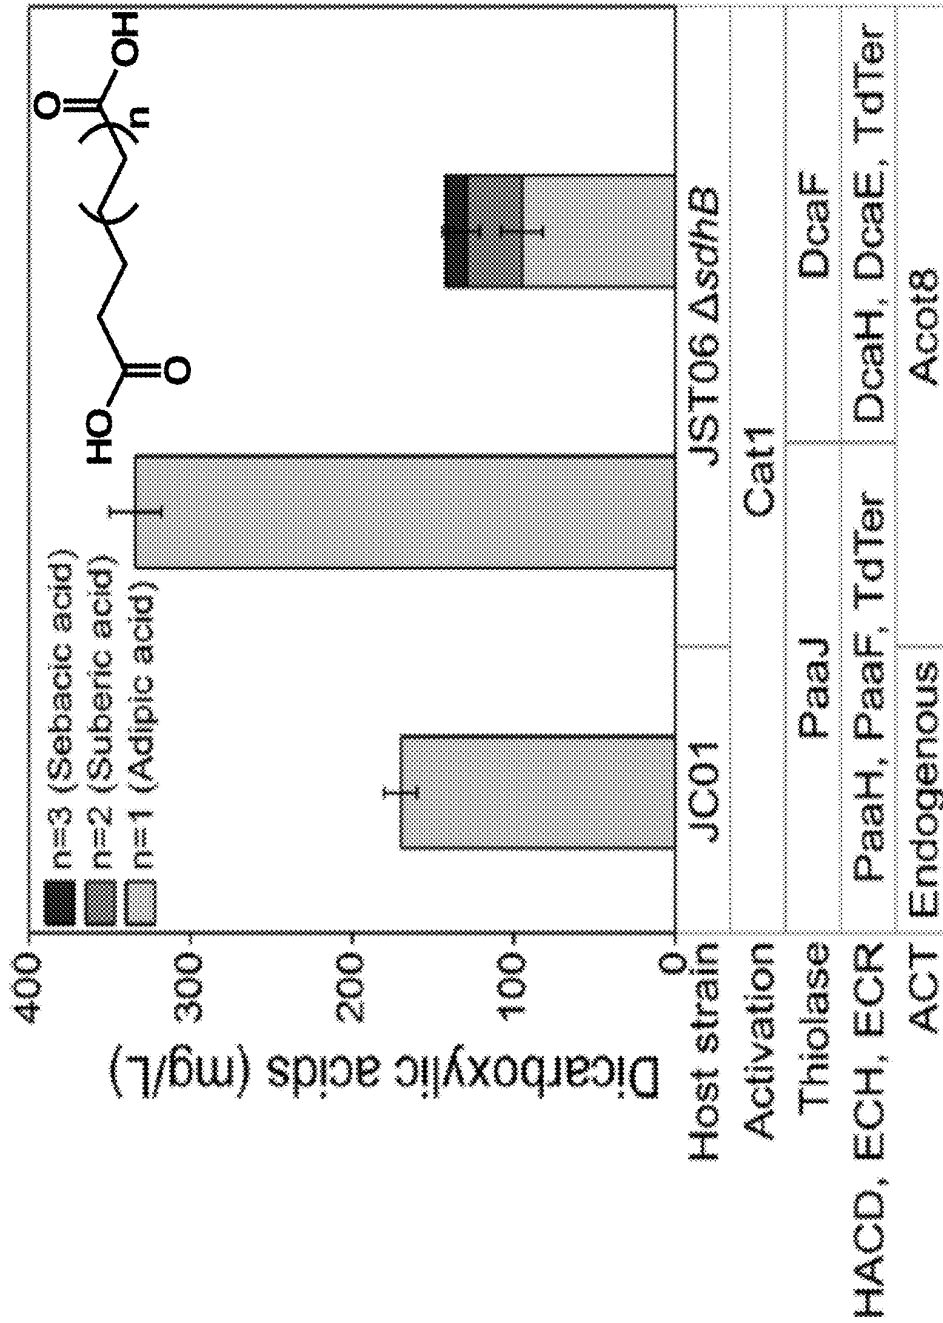 n=3 (Sebacic acid)
n=2 (Suberic acid)
n=1 (Adipic acid)
HO
O
O
OH
n
Dicarboxylic acids (mg/L)
400
300
200
100
0
Host strain JC01 JST06 ΔsdhB
Activation Cat1
Thiolase PaaJ DcaF
HACD, ECH, ECR PaaH, PaaF, TdTer DcaH, DcaE, TdTer
ACT Endogenous Acot8